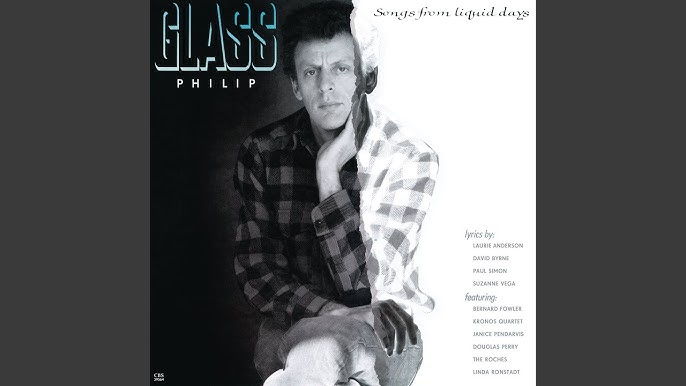 GLASS
PHILIP
Songs from liquid days
lyrics by:
LAURIE ANDERSON
DAVID BYRNE
PAUL SIMON
SUZANNE VEGA
featuring:
BERNARD FOWLER
KRONOS QUARTET
JANICE PENDARVIS
DOUGLAS PERRY
THE ROCHES
LINDA RONSTADT
CBS